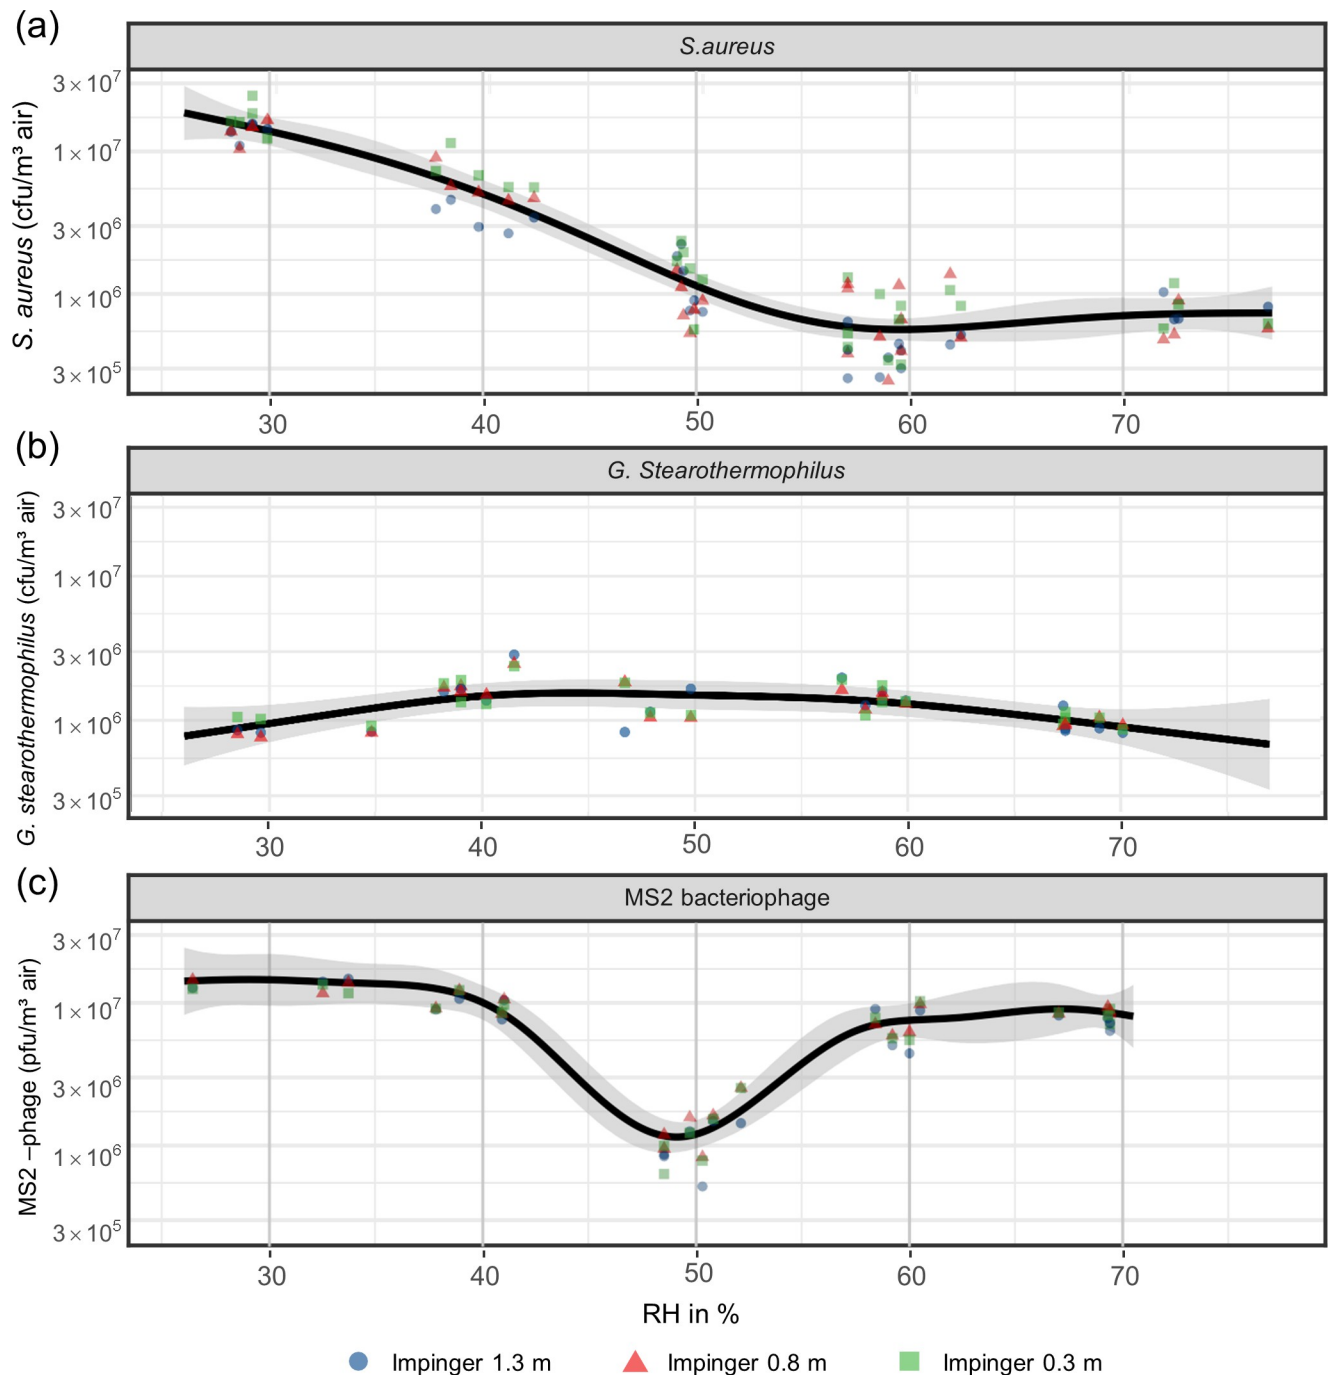 (a)
S.aureus
S. aureus (cfu/m³ air)
3 × 10⁷
1 × 10⁷
3 × 10⁶
1 × 10⁶
3 × 10⁵
30 40 50 60 70
(b)
G. Stearothermophilus
G. stearothermophilus (cfu/m³ air)
3 × 10⁷
1 × 10⁷
3 × 10⁶
1 × 10⁶
3 × 10⁵
30 40 50 60 70
(c)
MS2 bacteriophage
MS2 –phage (pfu/m³ air)
3 × 10⁷
1 × 10⁷
3 × 10⁶
1 × 10⁶
3 × 10⁵
30 40 50 60 70
RH in %
Impinger 1.3 m Impinger 0.8 m Impinger 0.3 m